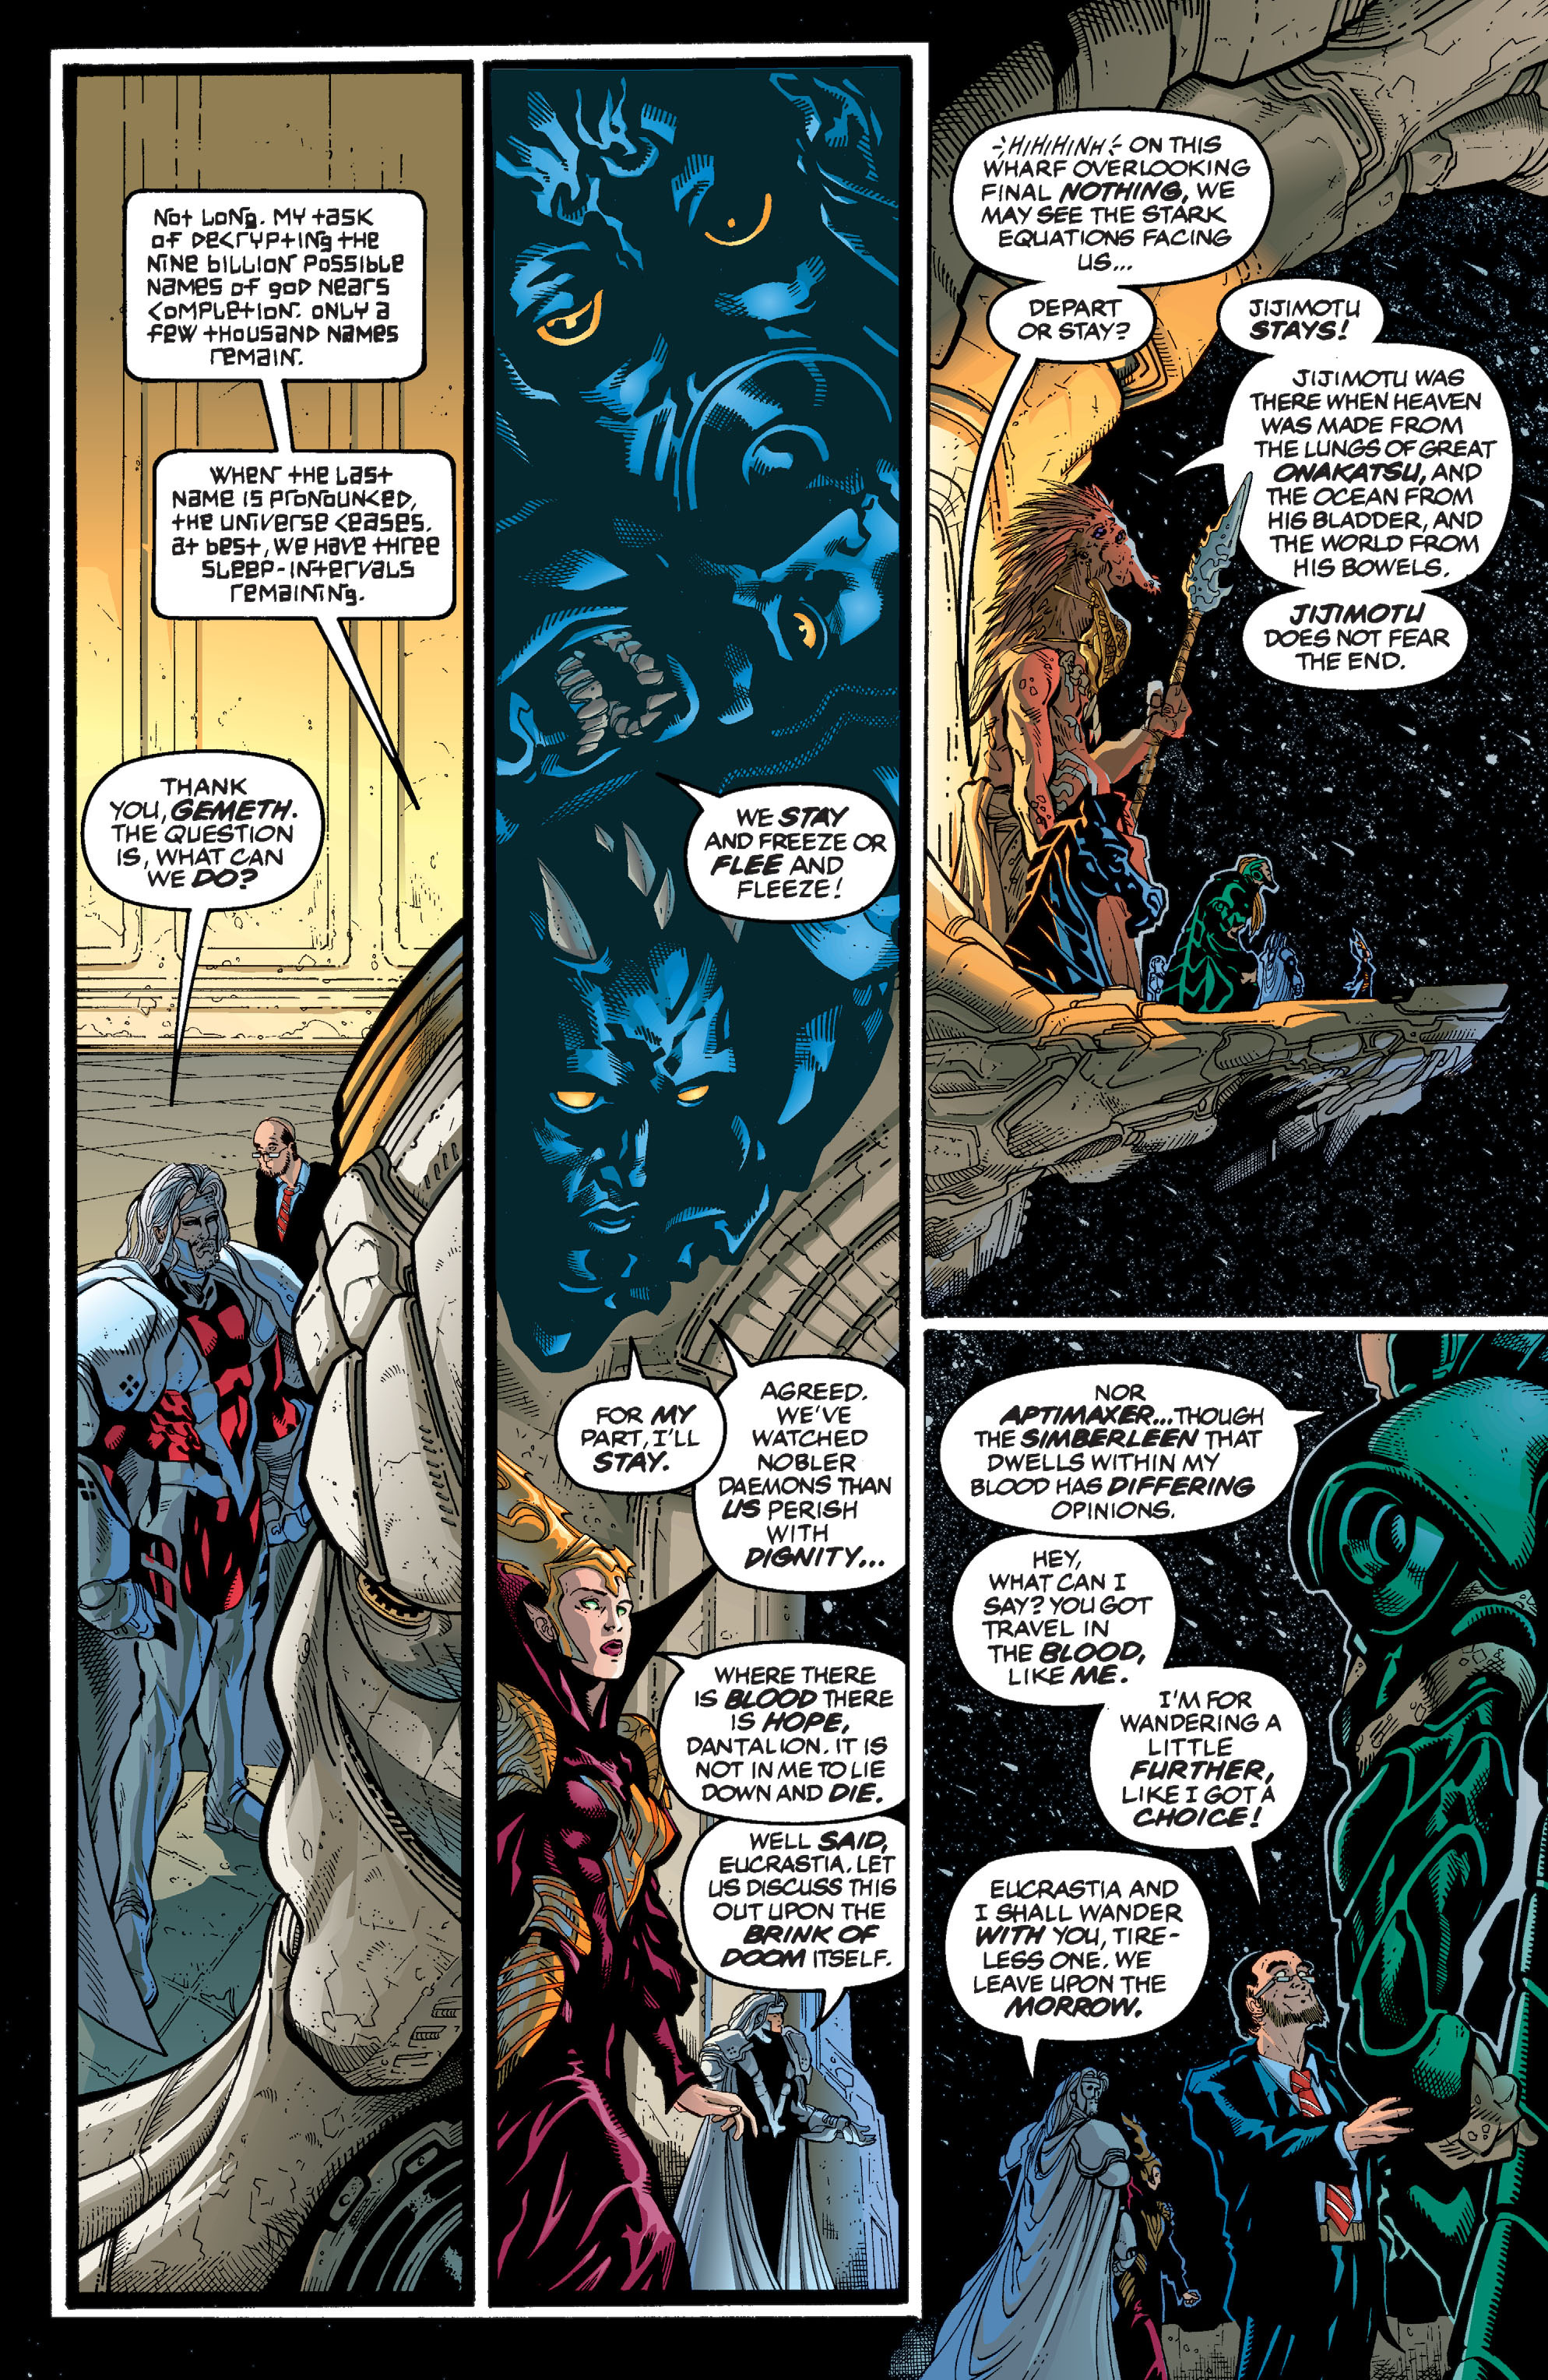 NOT LONG. MY TASK
OF DECRYPTING THE
NINE BILLION POSSIBLE
NAMES OF GOD NEARS
COMPLETION. ONLY A
FEW THOUSAND NAMES
REMAIN.
WHEN THE LAST
NAME IS PRONOUNCED,
THE UNIVERSE CEASES.
AT BEST, WE HAVE THREE
SLEEP-INTERVALS
REMAINING.
THANK
YOU, GEMETH.
THE QUESTION
IS, WHAT CAN
WE DO?
WE STAY
AND FREEZE OR
FLEE AND
FLEEZE!
FOR MY
PART, I'LL
STAY.
AGREED.
WE'VE
WATCHED
NOBLER
DAEMONS THAN
US PERISH
WITH
DIGNITY...
WHERE THERE
IS BLOOD THERE
IS HOPE,
DANTALION. IT IS
NOT IN ME TO LIE
DOWN AND DIE.
WELL SAID,
EUCRASTIA. LET
US DISCUSS THIS
OUT UPON THE
BRINK OF
DOOM ITSELF.
-HIHIHINH- ON THIS
WHARF OVERLOOKING
FINAL NOTHING, WE
MAY SEE THE STARK
EQUATIONS FACING
US...
DEPART
OR STAY?
JIJIMOTU
STAYS!
JIJIMOTU WAS
THERE WHEN HEAVEN
WAS MADE FROM
THE LUNGS OF GREAT
ONAKATSU, AND
THE OCEAN FROM
HIS BLADDER, AND
THE WORLD FROM
HIS BOWELS.
JIJIMOTU
DOES NOT FEAR
THE END.
NOR
APTIMAXER...THOUGH
THE SIMBERLEEN THAT
DWELLS WITHIN MY
BLOOD HAS DIFFERING
OPINIONS.
HEY,
WHAT CAN I
SAY? YOU GOT
TRAVEL IN
THE BLOOD,
LIKE ME.
I'M FOR
WANDERING A
LITTLE
FURTHER,
LIKE I GOT A
CHOICE!
EUCRASTIA AND
I SHALL WANDER
WITH YOU, TIRE-
LESS ONE. WE
LEAVE UPON THE
MORROW.